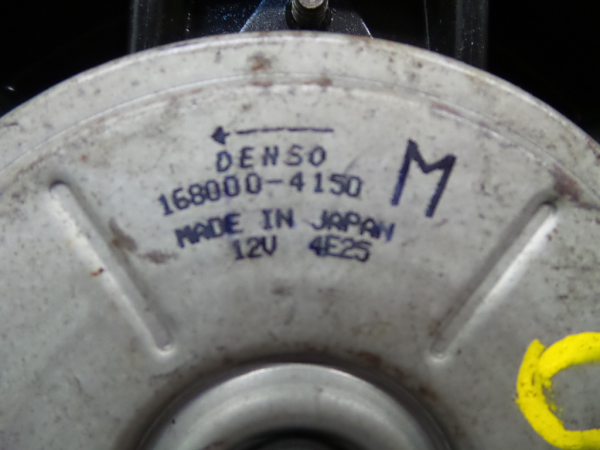 DENSO
168000-4150 M
MADE IN JAPAN
12V 4E25